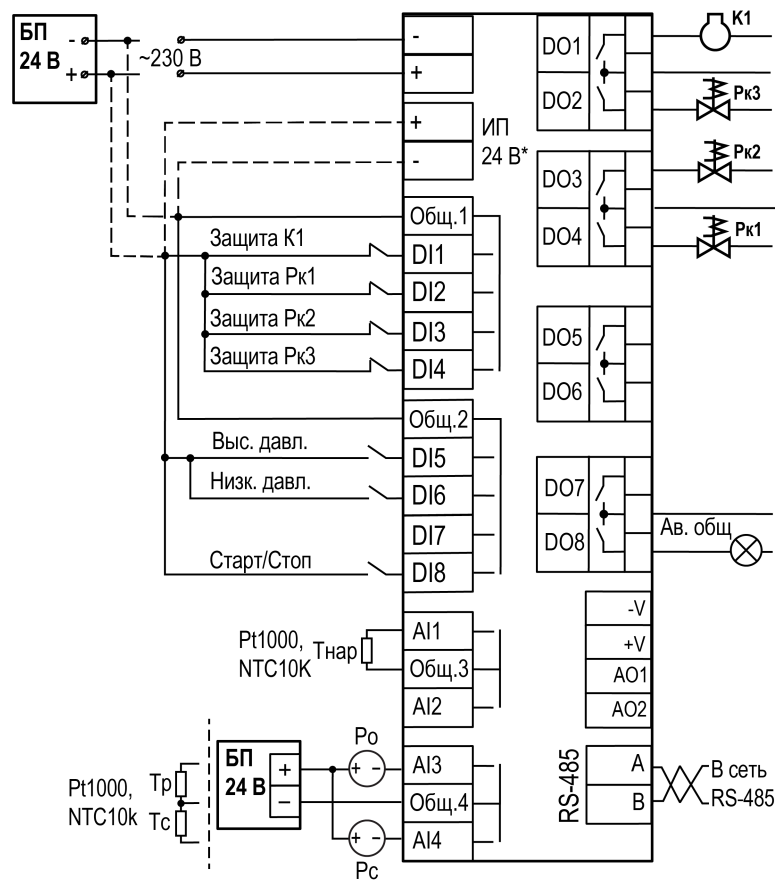 БП
24 В
-
+
~230 В
-
+
+
-
ИП
24 В*
Общ.1
Защита К1
DI1
Защита Рк1
DI2
Защита Рк2
DI3
Защита Рк3
DI4
Общ.2
Выс. давл.
DI5
Низк. давл.
DI6
DI7
Старт/Стоп
DI8
Pt1000,
NTC10K
Тнар
AI1
Общ.3
AI2
Pt1000,
NTC10k
Тр
Тс
БП
24 В
+
−
Ро
+ -
Рс
+ -
AI3
Общ.4
AI4
DO1
DO2
К1
Рк3
DO3
DO4
Рк2
Рк1
DO5
DO6
DO7
DO8
Ав. общ
-V
+V
AO1
AO2
RS-485
A
B
В сеть
RS-485